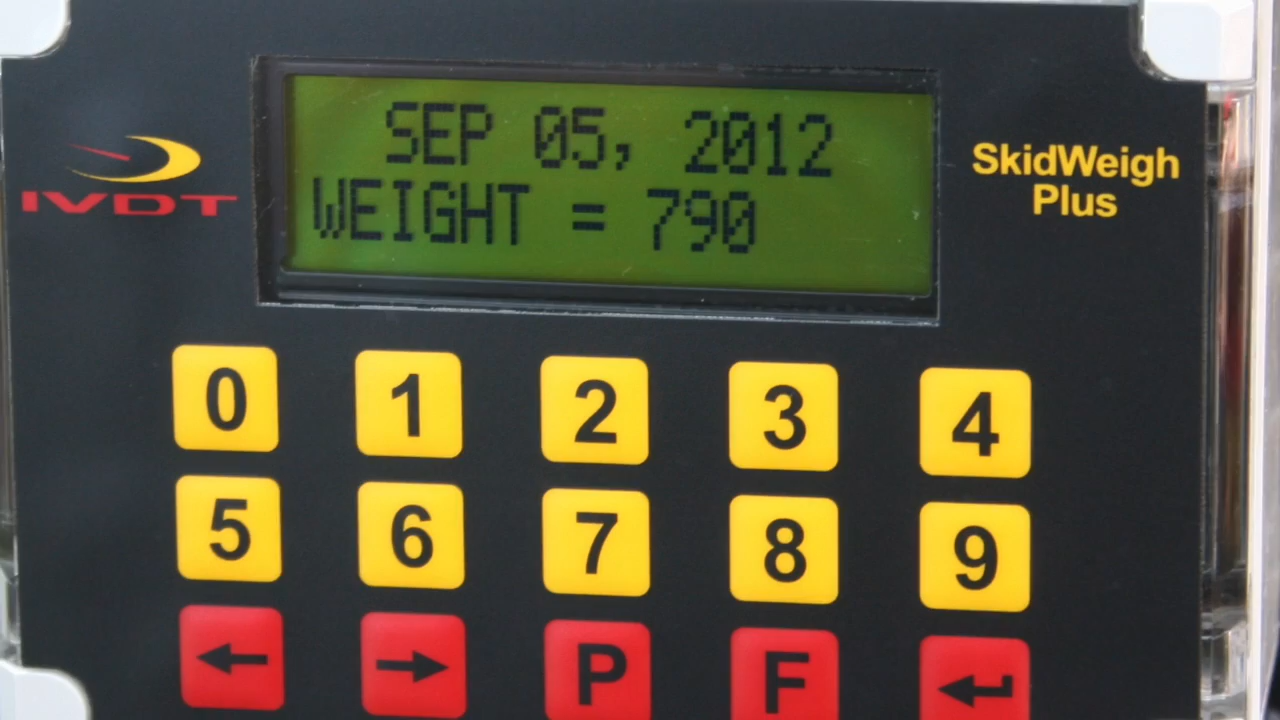 SEP 05, 2012
WEIGHT = 790
IVDT
SkidWeigh
Plus
0 1 2 3 4
5 6 7 8 9
← → P F ↵